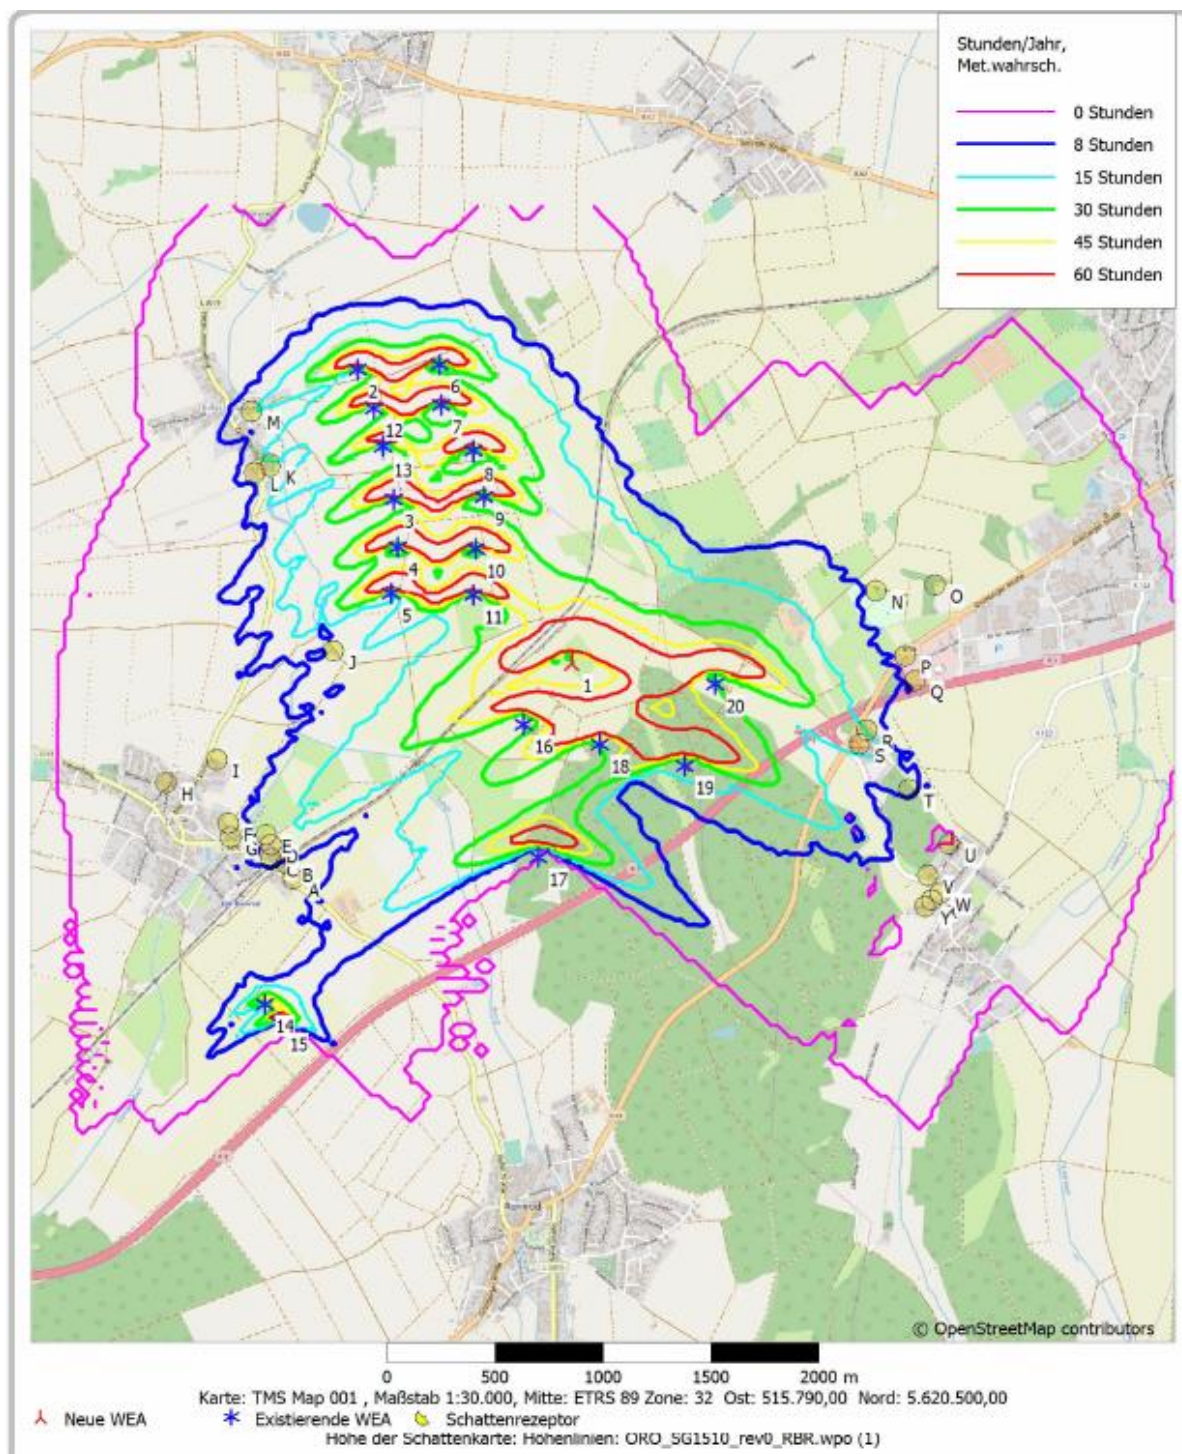 Stunden/Jahr,
Met.wahrsch.
0 Stunden
8 Stunden
15 Stunden
30 Stunden
45 Stunden
60 Stunden
2
6
M
12
7
13
8
K
L
3
9
4
10
5
11
N
O
J
1
P
Q
20
I
16
18
R
S
H
19
T
F
G
E
D
C
B
A
17
U
V
W
Y
14
15
Romrod
© OpenStreetMap contributors
0 500 1000 1500 2000 m
Karte: TMS Map 001 , Maßstab 1:30.000, Mitte: ETRS 89 Zone: 32 Ost: 515.790,00 Nord: 5.620.500,00
Neue WEA Existierende WEA Schattenrezeptor
Höhe der Schattenkarte: Höhenlinien: ORO_SG1510_rev0_RBR.wpo (1)